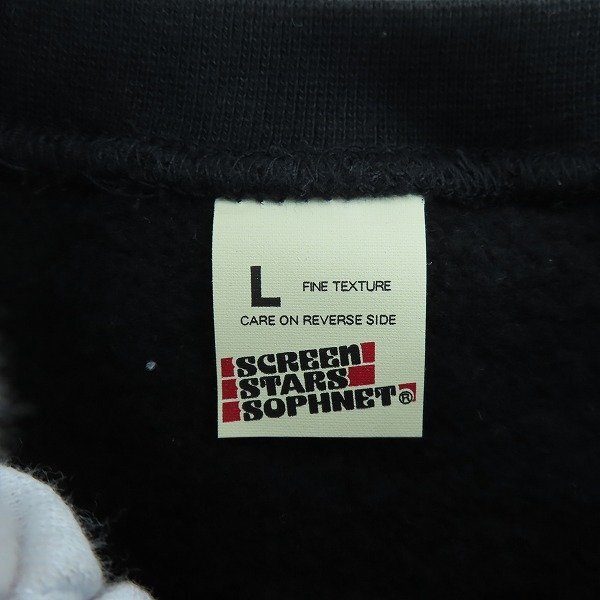 L FINE TEXTURE
CARE ON REVERSE SIDE
SCREEN
STARS
SOPHNET®